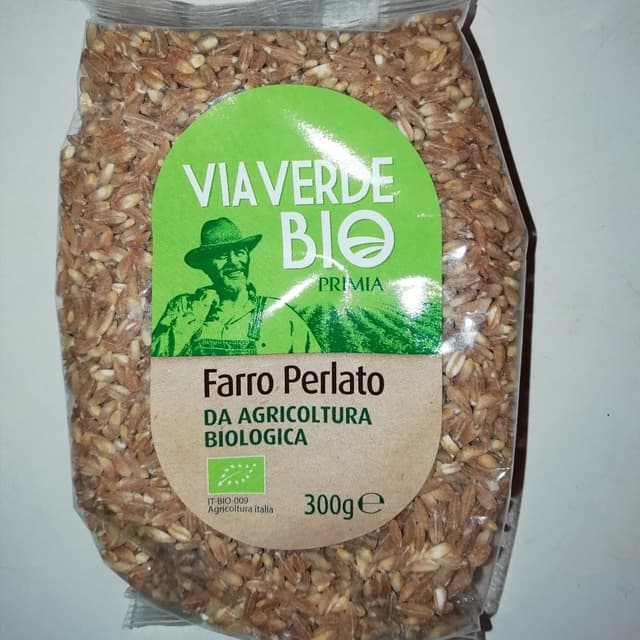 VIAVERDE
BIO
PRIMIA
Farro Perlato
DA AGRICOLTURA
BIOLOGICA
IT-BIO-009
Agricoltura italia
300g e